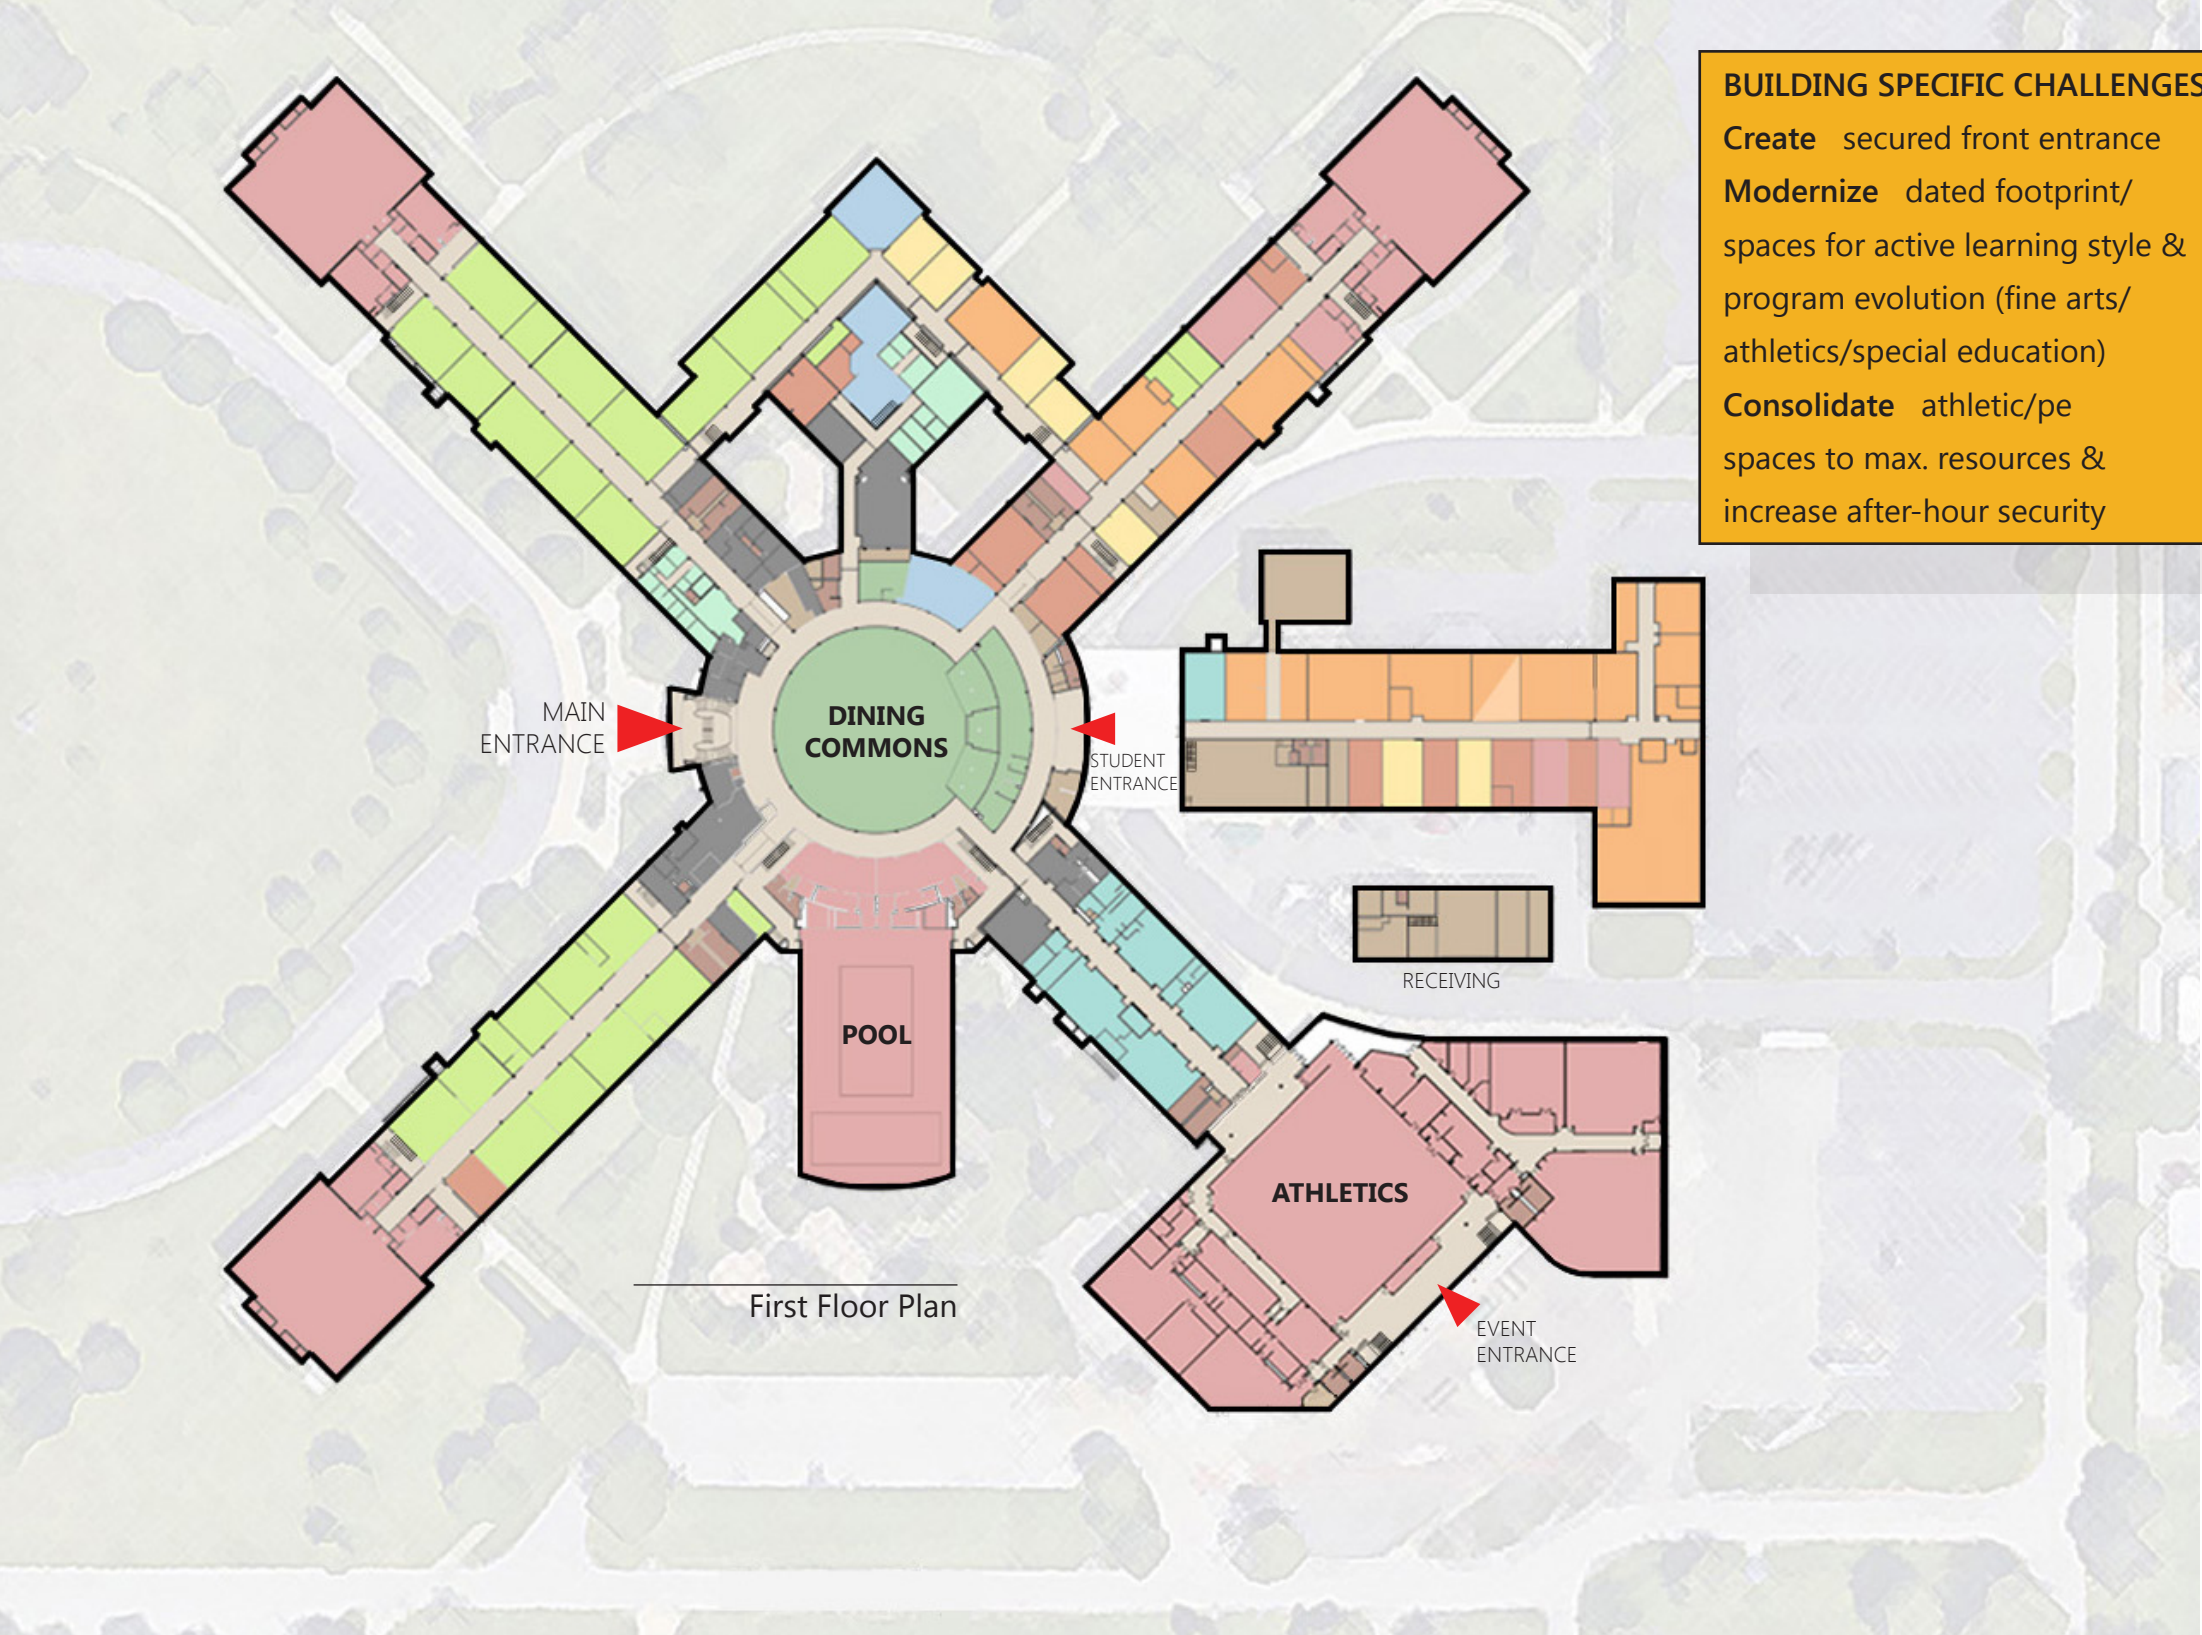 BUILDING SPECIFIC CHALLENGES
Create secured front entrance
Modernize dated footprint/
spaces for active learning style &
program evolution (fine arts/
athletics/special education)
Consolidate athletic/pe
spaces to max. resources &
increase after-hour security
MAIN
ENTRANCE
DINING
COMMONS
STUDENT
ENTRANCE
RECEIVING
POOL
ATHLETICS
First Floor Plan
EVENT
ENTRANCE